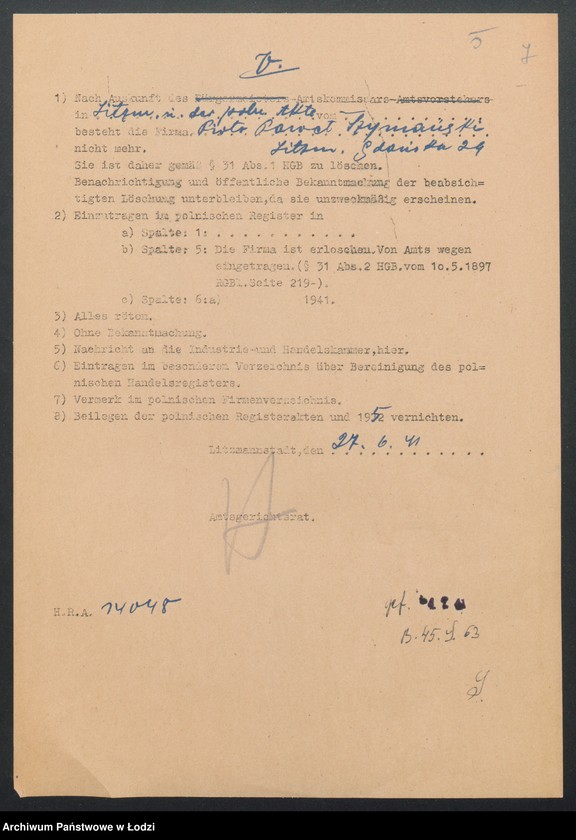 5
7
V.
1) Nach Auskunft des Bürgermeisters-Amtskommissars-Amtsvorstehers
in Litzm. u. der poln. Akte vom
besteht die Firma Piotr Paweł Szymański.
nicht mehr. Litzm. Gdańska 29
Sie ist daher gemäß § 31 Abs.1 HGB zu löschen.
Benachrichtigung und öffentliche Bekanntmachung der beabsich=
tigten Löschung unterbleiben,da sie unzweckmäßig erscheinen.
2) Einzutragen im polnischen Register in
a) Spalte: 1: . . . . . . . . . . . .
b) Spalte: 5: Die Firma ist erloschen.Von Amts wegen
eingetragen.(§ 31 Abs.2 HGB.vom 1o.5.1897
RGBl.Seite 219-).
c) Spalte: 6:a) 1941.
3) Alles röten.
4) Ohne Bekanntmachung.
5) Nachricht an die Industrie-und Handelskammer,hier.
6) Eintragen im besonderen Verzeichnis über Bereinigung des pol=
nischen Handelsregisters.
7) Vermerk im polnischen Firmenverzeichnis.
8) Beilagen der polnischen Registerakten und 1952 vernichten.
Litzmannstadt,den 27. 6. 41
Amtsgerichtsrat.
H.R.A. 14048
gef.
B. 45. 63
Archiwum Państwowe w Łodzi